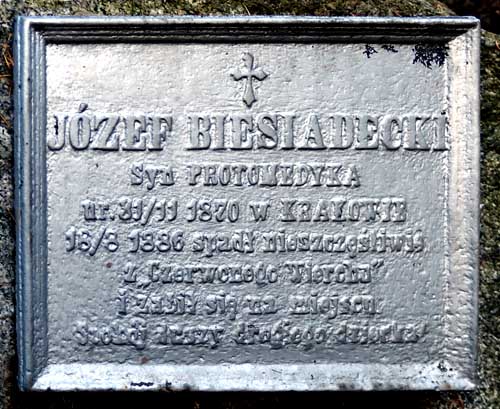 JÓZEF BIESIADECKI
Syn PROTOMEDYKA
ur. 21/11 1870 w KRAKOWIE
16/8 1886 spadł nieszczęśliwie
z „Czerwonego Wierchu”
i zabił się na miejscu
Spokój duszy drogiego dziecka